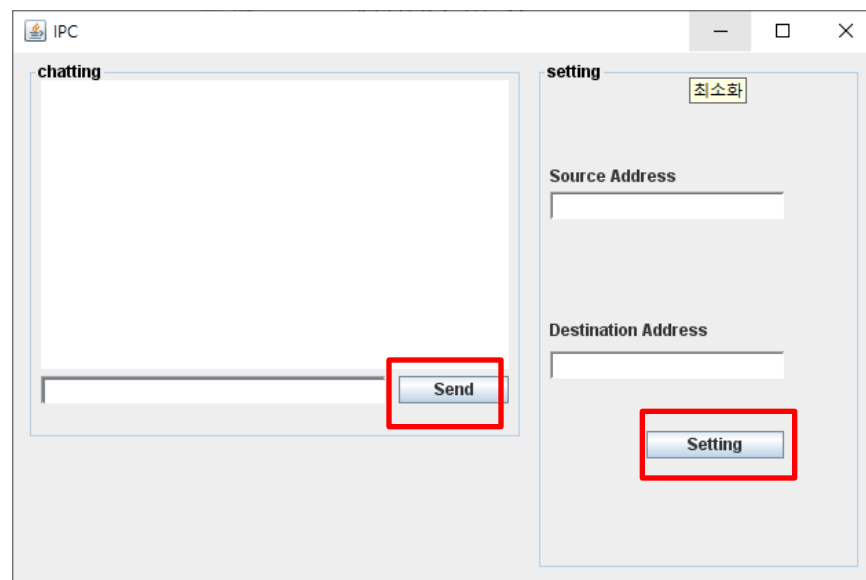 IPC
chatting
setting
최소화
Source Address
Destination Address
Send
Setting